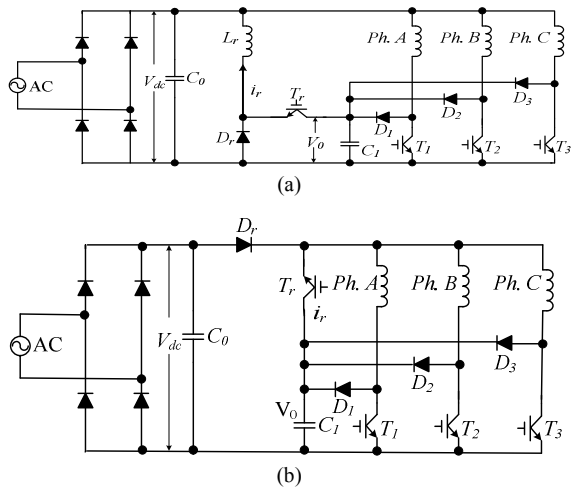 L_r Ph. A Ph. B Ph. C
AC V_dc C_0 i_r T_r D_3
D_2
D_r V_0 D_1 C_1 T_1 T_2 T_3
(a)
D_r
AC V_dc C_0 T_r Ph. A Ph. B Ph. C
i_r
D_3
D_2
V_0 D_1
C_1 T_1 T_2 T_3
(b)